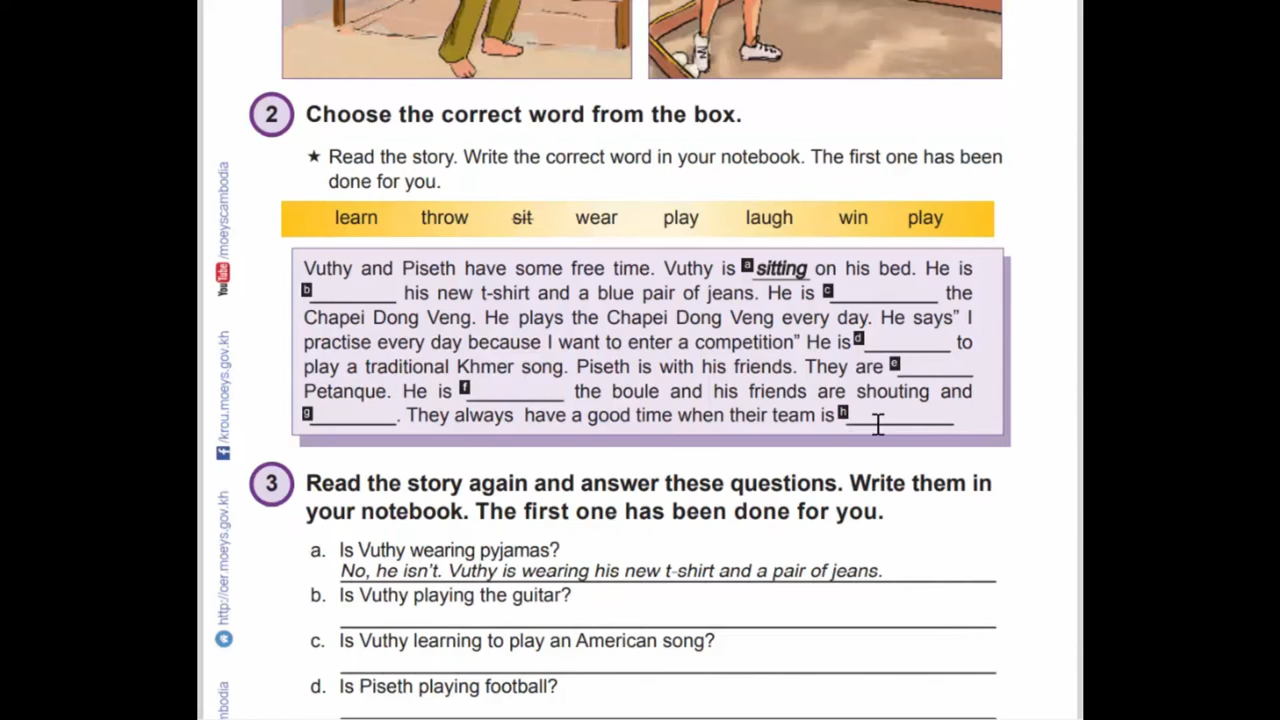 2 Choose the correct word from the box.
★ Read the story. Write the correct word in your notebook. The first one has been
done for you.
learn throw sit wear play laugh win play
Vuthy and Piseth have some free time. Vuthy is a sitting on his bed. He is
b_________ his new t-shirt and a blue pair of jeans. He is c___________ the
Chapei Dong Veng. He plays the Chapei Dong Veng every day. He says” I
practise every day because I want to enter a competition” He is d_________ to
play a traditional Khmer song. Piseth is with his friends. They are e________
Petanque. He is f__________ the boule and his friends are shouting and
g_________. They always have a good time when their team is h___________
3 Read the story again and answer these questions. Write them in
your notebook. The first one has been done for you.
a. Is Vuthy wearing pyjamas?
No, he isn't. Vuthy is wearing his new t-shirt and a pair of jeans.
b. Is Vuthy playing the guitar?
c. Is Vuthy learning to play an American song?
d. Is Piseth playing football?
YouTube /moeyscambodia
f /krou.moeys.gov.kh
http://oer.moeys.gov.kh
mbodia